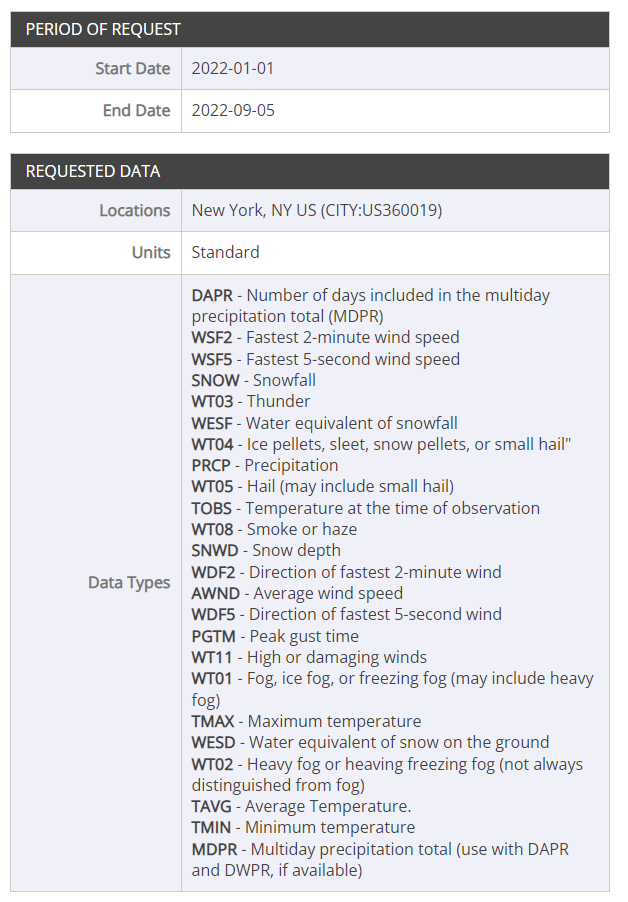 PERIOD OF REQUEST
Start Date 2022-01-01
End Date 2022-09-05
REQUESTED DATA
Locations New York, NY US (CITY:US360019)
Units Standard
Data Types
DAPR - Number of days included in the multiday
precipitation total (MDPR)
WSF2 - Fastest 2-minute wind speed
WSF5 - Fastest 5-second wind speed
SNOW - Snowfall
WT03 - Thunder
WESF - Water equivalent of snowfall
WT04 - Ice pellets, sleet, snow pellets, or small hail"
PRCP - Precipitation
WT05 - Hail (may include small hail)
TOBS - Temperature at the time of observation
WT08 - Smoke or haze
SNWD - Snow depth
WDF2 - Direction of fastest 2-minute wind
AWND - Average wind speed
WDF5 - Direction of fastest 5-second wind
PGTM - Peak gust time
WT11 - High or damaging winds
WT01 - Fog, ice fog, or freezing fog (may include heavy
fog)
TMAX - Maximum temperature
WESD - Water equivalent of snow on the ground
WT02 - Heavy fog or heaving freezing fog (not always
distinguished from fog)
TAVG - Average Temperature.
TMIN - Minimum temperature
MDPR - Multiday precipitation total (use with DAPR
and DWPR, if available)